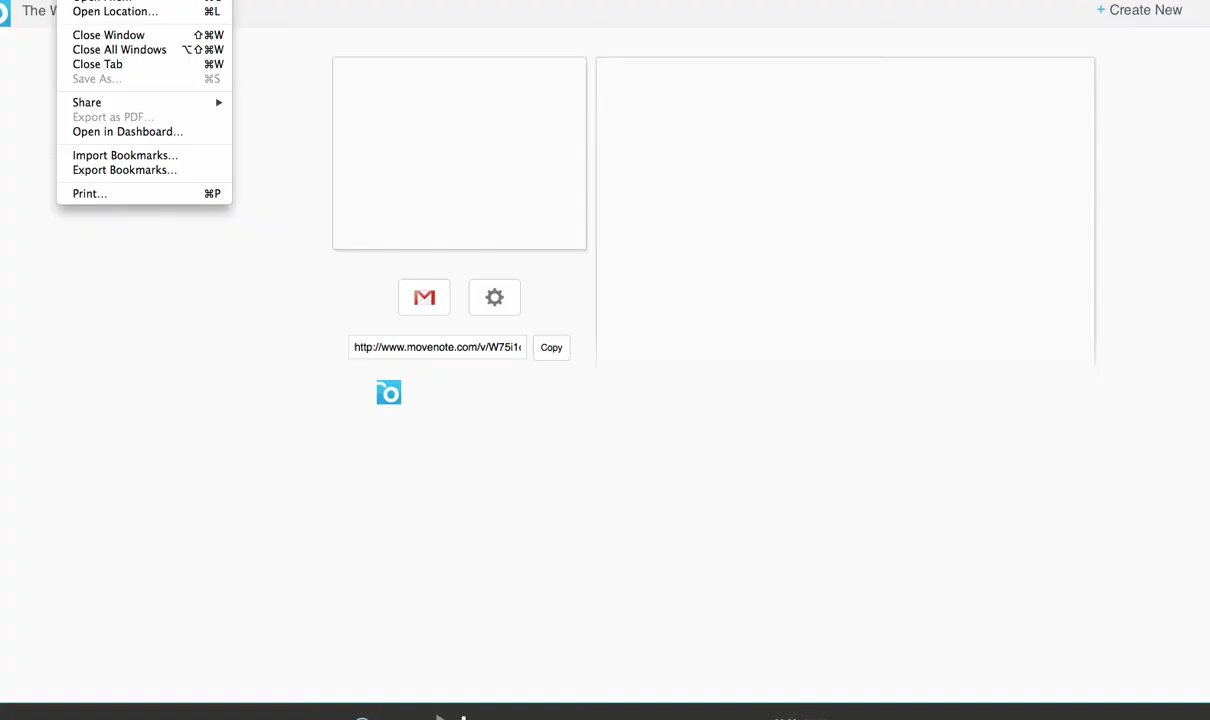 The W
+ Create New
Open Location... ⌘L
Close Window ⇧⌘W
Close All Windows ⌥⇧⌘W
Close Tab ⌘W
Save As... ⌘S
Share ▶
Export as PDF...
Open in Dashboard...
Import Bookmarks...
Export Bookmarks...
Print... ⌘P
http://www.movenote.com/v/W75i1
Copy